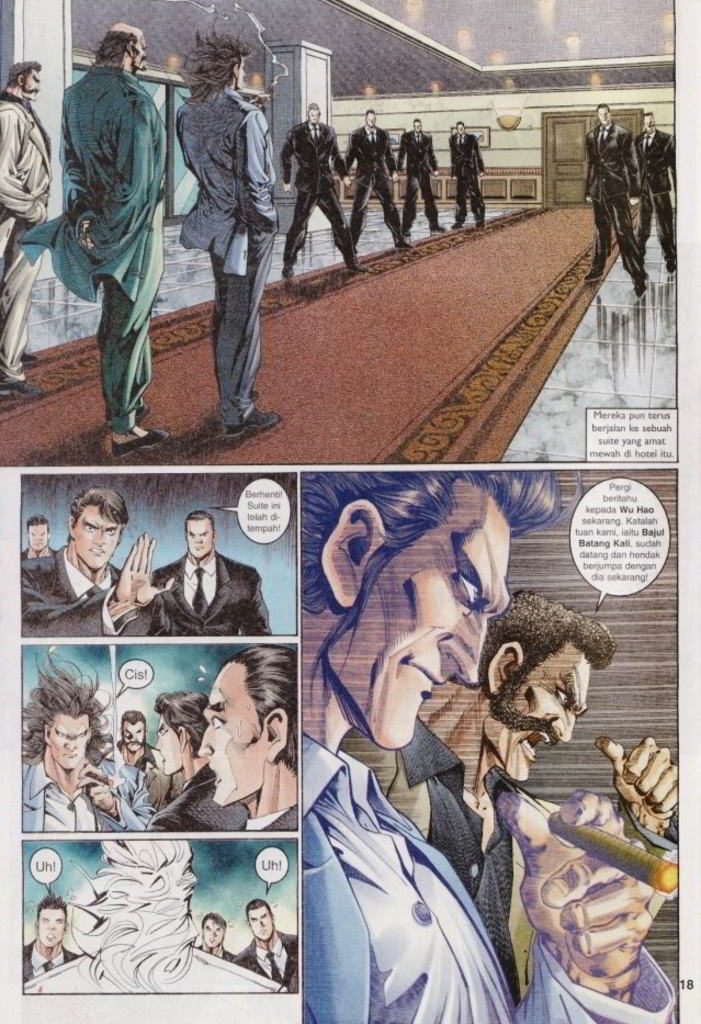 Mereka pun terus
berjalan ke sebuah
suite yang amat
mewah di hotel itu.
Berhenti!
Suite ini
telah di-
tempah!
Cis!
Uh!
Uh!
Pergi
beritahu
kepada Wu Hao
sekarang. Katalah
tuan kami, iaitu Bajul
Batang Kali, sudah
datang dan hendak
berjumpa dengan
dia sekarang!
18